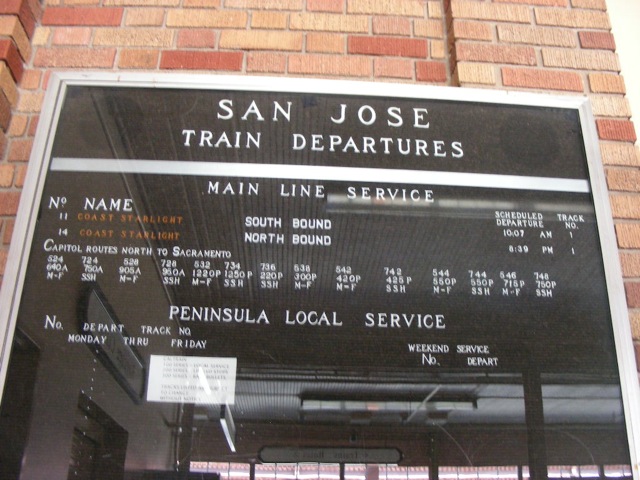 SAN JOSE
TRAIN DEPARTURES
MAIN LINE SERVICE
No NAME SCHEDULED DEPARTURE TRACK NO.
11 COAST STARLIGHT SOUTH BOUND 10:07 AM 1
14 COAST STARLIGHT NORTH BOUND 8:39 PM 1
CAPITOL ROUTES NORTH TO SACRAMENTO
524 724 528 728 532 734 736 538 542 742 544 744 546 748
640A 750A 905A 950A 1220P 1250P 220P 300P 420P 425P 550P 550P 715P 750P
M-F SSH M-F SSH M-F SSH SSH M-F M-F SSH M-F SSH M-F SSH
PENINSULA LOCAL SERVICE
No. DEPART TRACK NO.
MONDAY THRU FRIDAY
WEEKEND SERVICE
No. DEPART